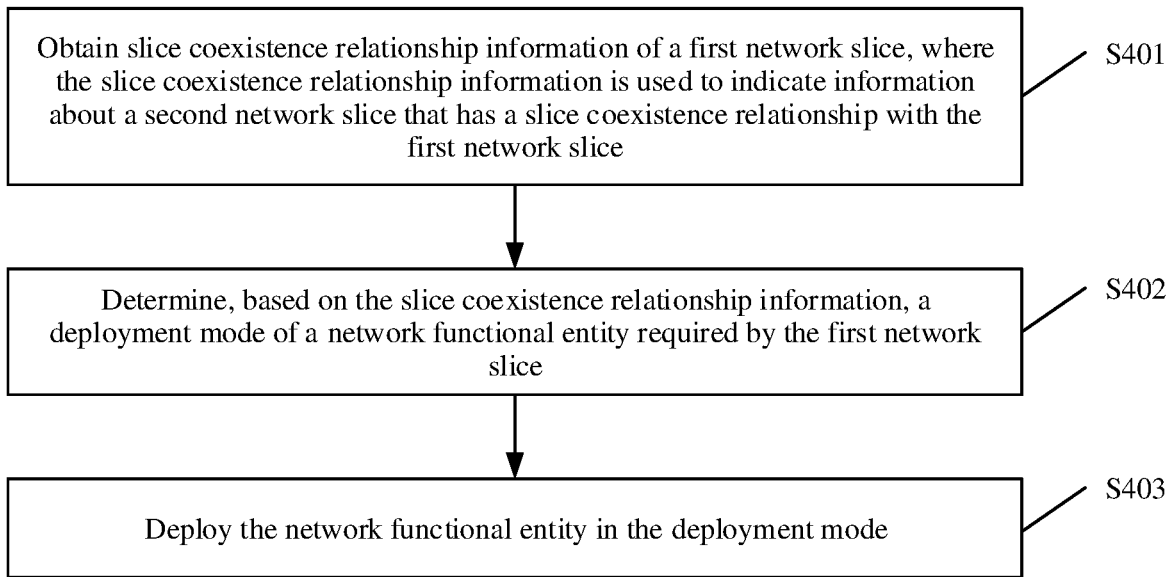 Obtain slice coexistence relationship information of a first network slice, where
the slice coexistence relationship information is used to indicate information
about a second network slice that has a slice coexistence relationship with the
first network slice
S401
Determine, based on the slice coexistence relationship information, a
deployment mode of a network functional entity required by the first network
slice
S402
Deploy the network functional entity in the deployment mode
S403